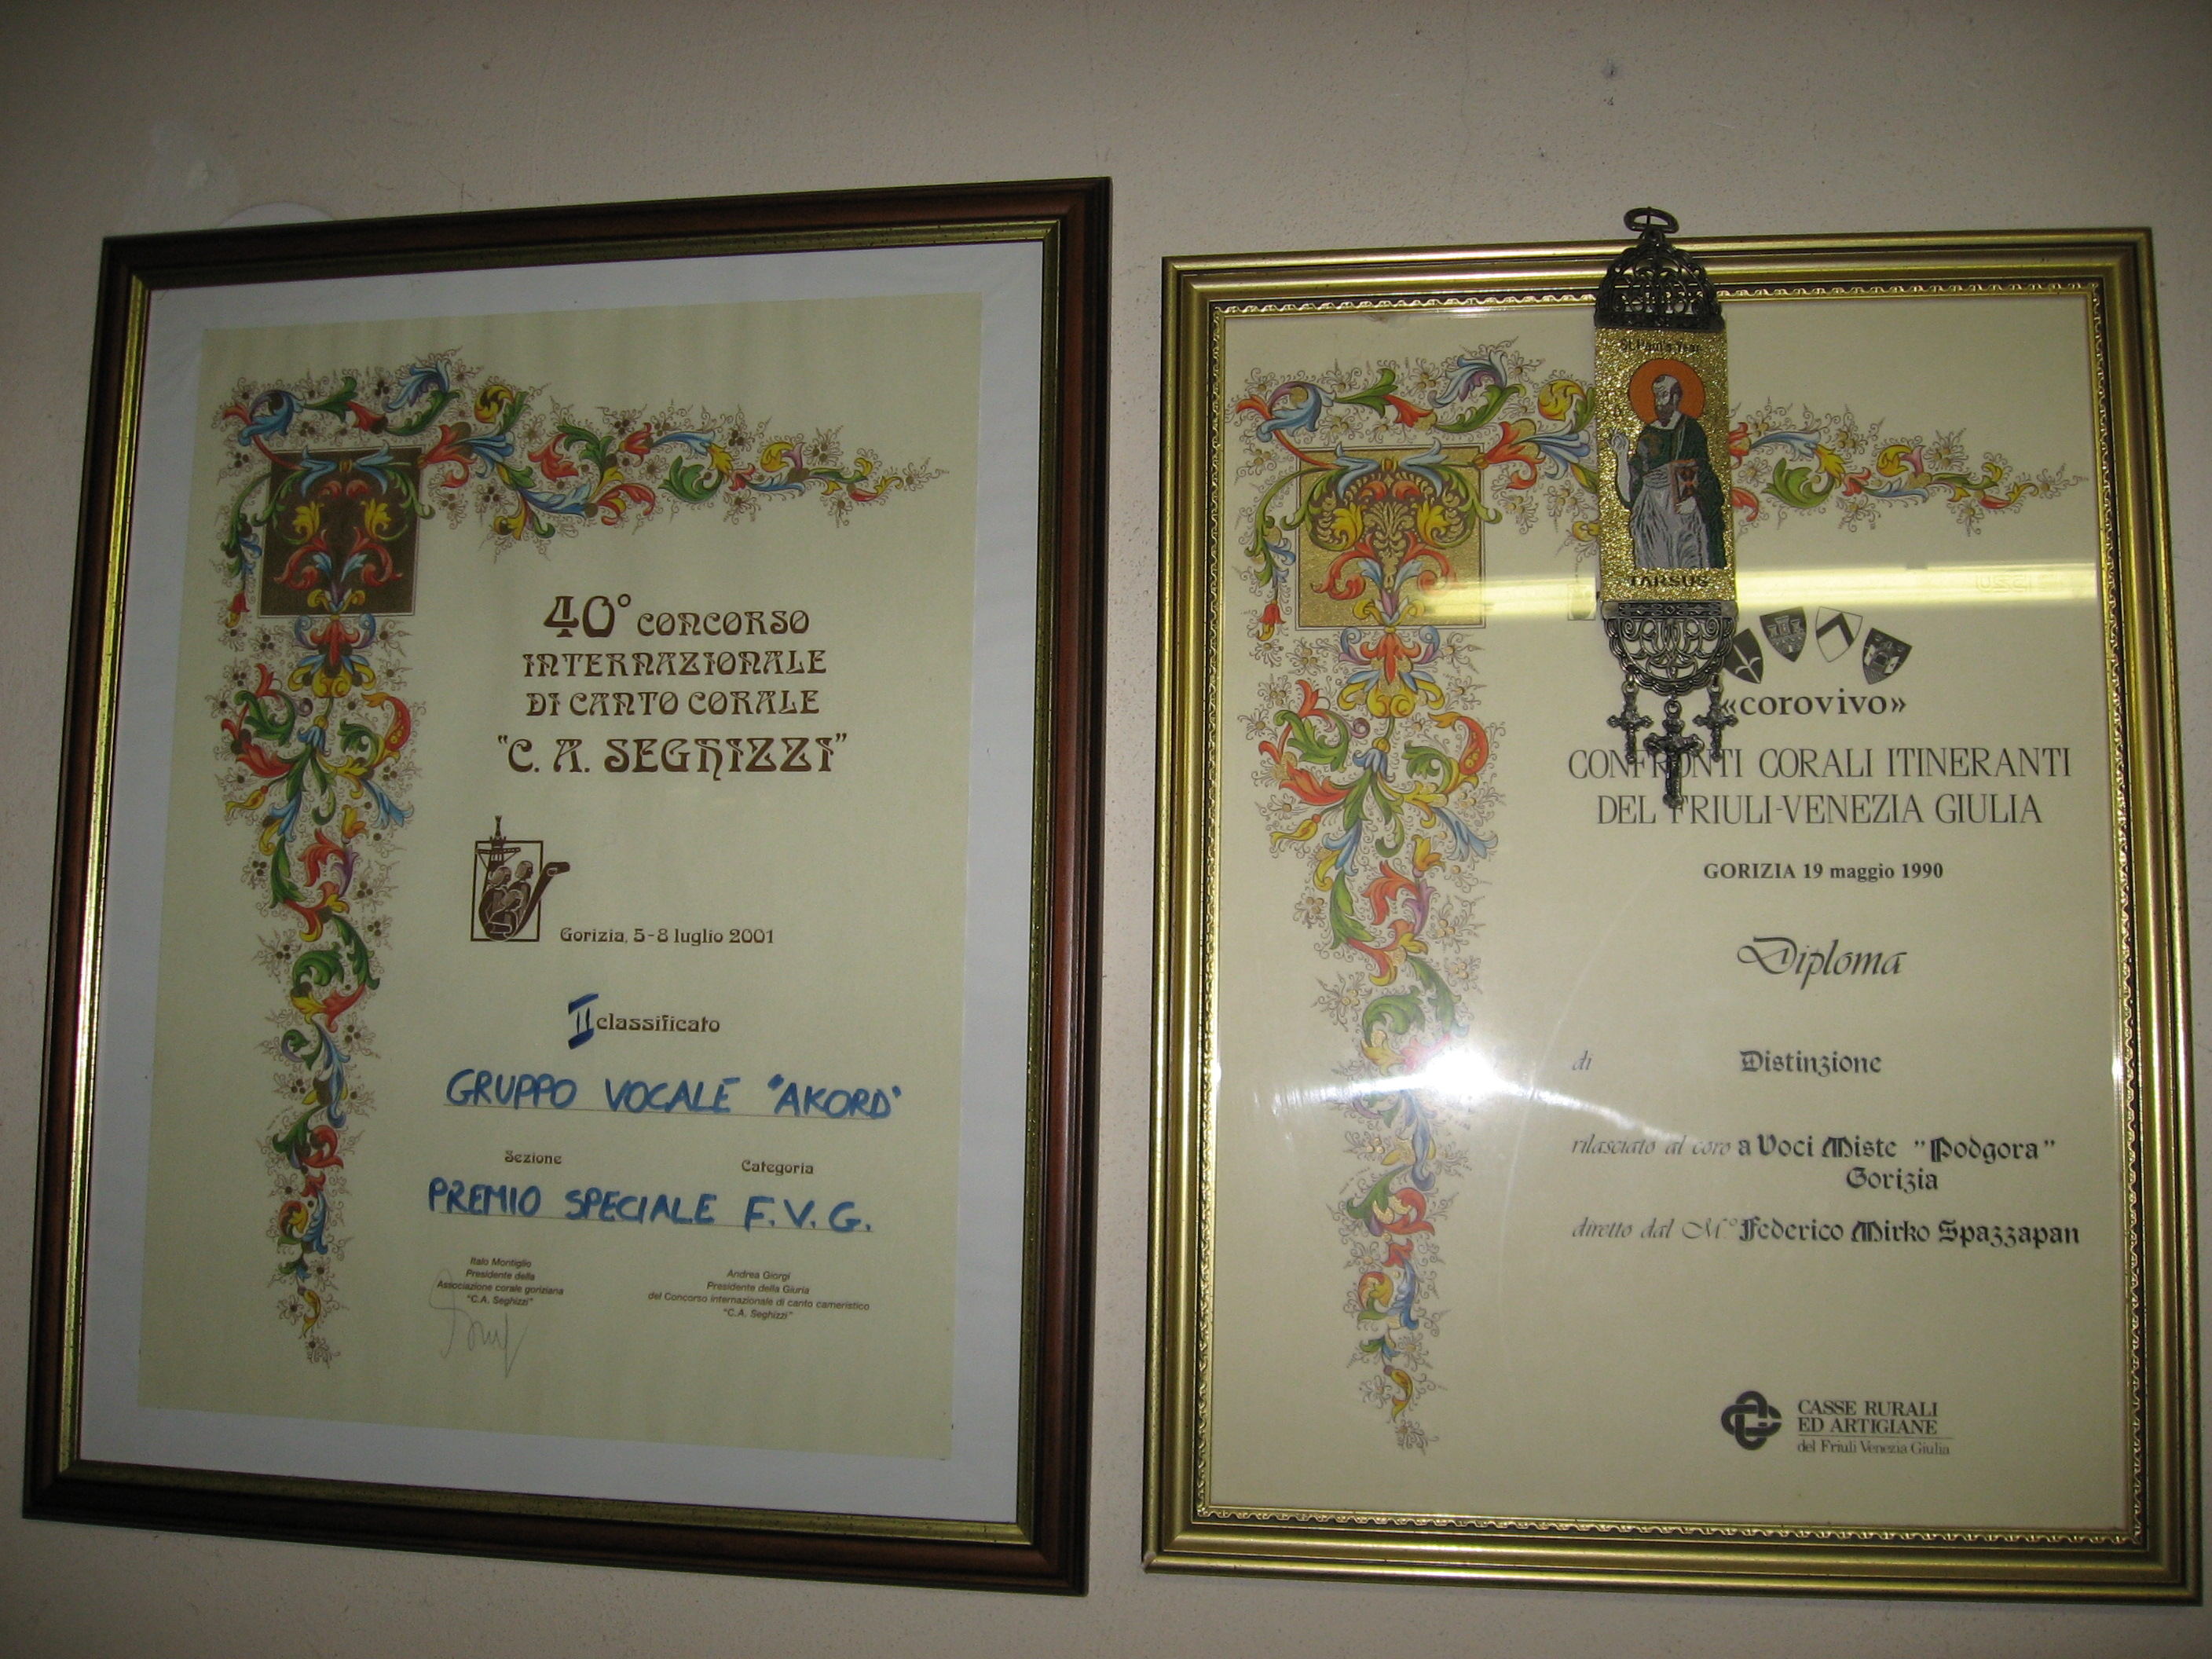 40° CONCORSO
INTERNAZIONALE
DI CANTO CORALE
"C. A. SEGHIZZI"
Gorizia, 5-8 luglio 2001
II classificato
GRUPPO VOCALE "AKORD"
Sezione Categoria
PREMIO SPECIALE F.V.G.
Italo Montiglio
Presidente della
Associazione corale goriziana
"C.A. Seghizzi"
Andrea Giorgi
Presidente della Giuria
del Concorso internazionale di canto cameristico
"C.A. Seghizzi"
St. Paul's Year
TARSUS
«corovivo»
CONFRONTI CORALI ITINERANTI
DEL FRIULI-VENEZIA GIULIA
GORIZIA 19 maggio 1990
Diploma
di Distinzione
rilasciato al coro a Voci Miste "Podgora"
Gorizia
diretto dal M.° Federico Mirko Spazzapan
CASSE RURALI
ED ARTIGIANE
del Friuli Venezia Giulia